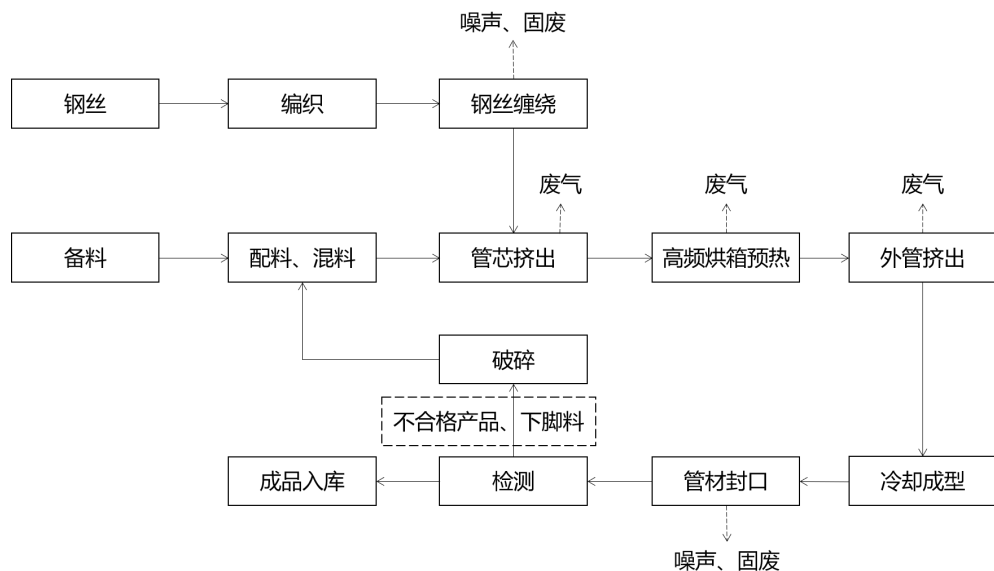 噪声、固废
钢丝
编织
钢丝缠绕
废气
废气
废气
备料
配料、混料
管芯挤出
高频烘箱预热
外管挤出
破碎
不合格产品、下脚料
成品入库
检测
管材封口
冷却成型
噪声、固废